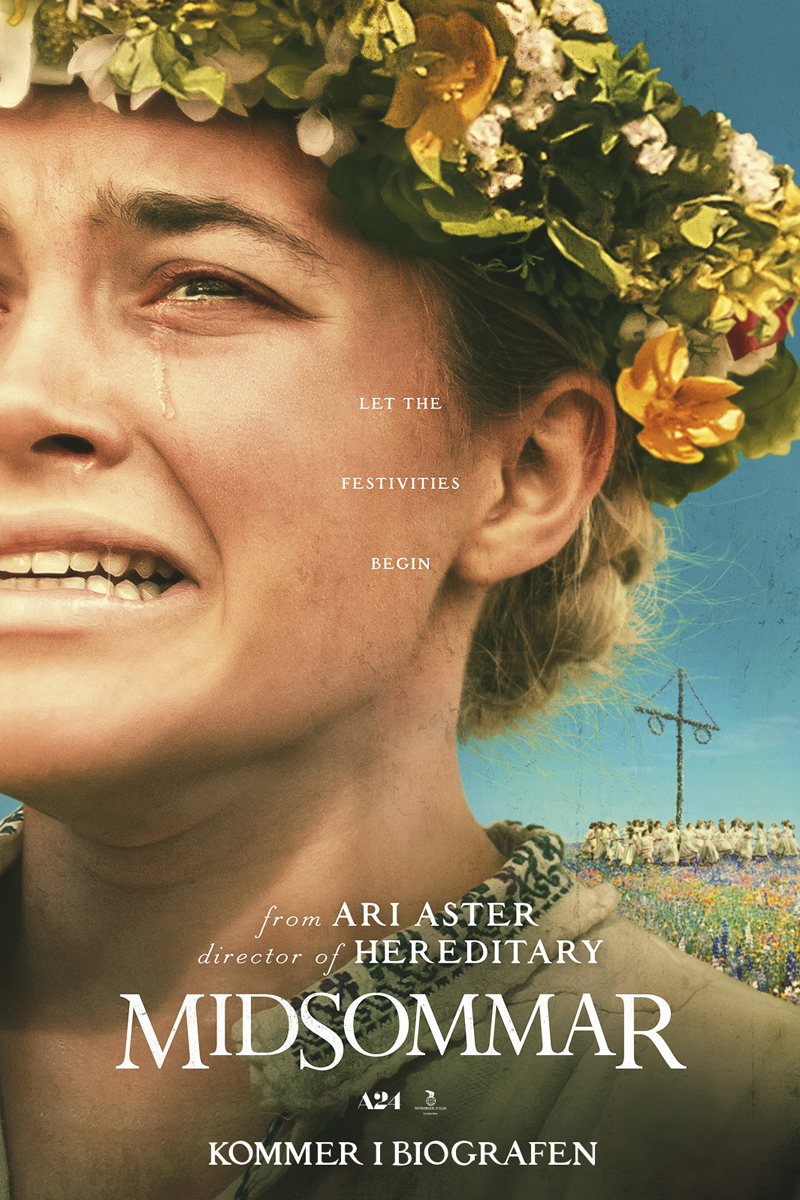 LET THE
FESTIVITIES
BEGIN
from ARI ASTER
director of HEREDITARY
MIDSOMMAR
A24
KOMMER I BIOGRAFEN